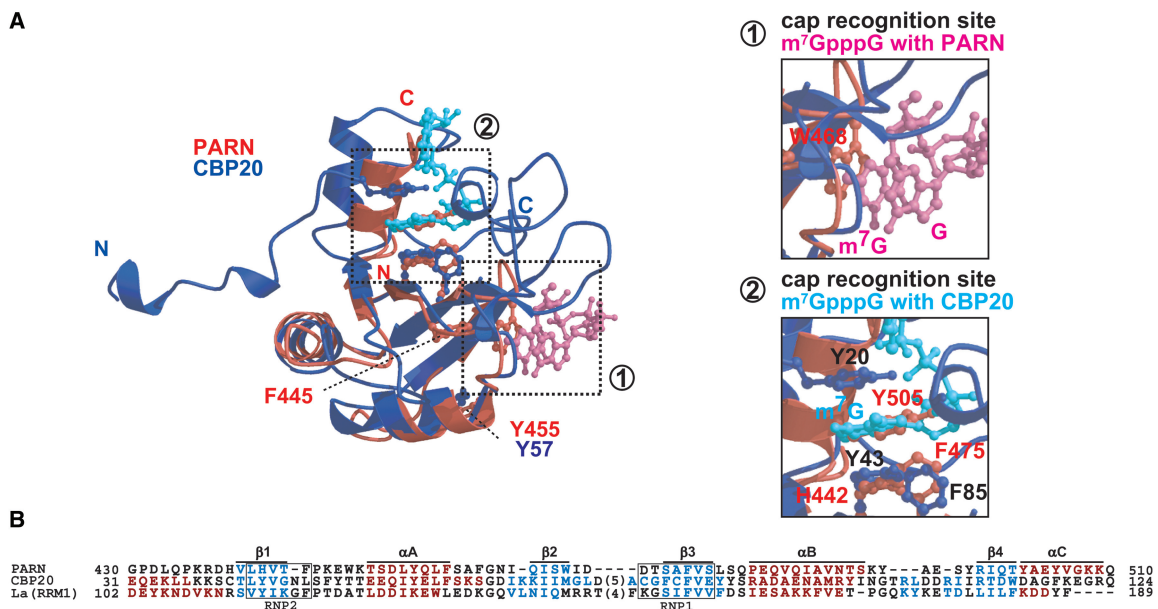 A
PARN
CBP20
N
C
②
C
N
①
F445
Y455
Y57
① cap recognition site
m⁷GpppG with PARN
W468
m⁷G
G
② cap recognition site
m⁷GpppG with CBP20
Y20
Y505
m⁷G
F475
Y43
H442
F85
B
β1 αA β2 β3 αB β4 αC
PARN 430 GPDLQPKRDHVLHVT-FPKEWKTSDLYQLFSAFGNI-QISWID-----DTSAFVSLSQPEQVQIAVNTSKY---AE-SYRIQTYAEYVGKKQ 510
CBP20 31 EQEKLLKKSCTLYVGNLSFYTTEEQIYELFSKSGDIKKIIMGLD(5)ACGFCFVEYYSRADAENAMRYINGTRLDDRIIRTDWDAGFKEGRQ 124
La(RRM1) 102 DEYKNDVKNRSVYIKGFPTDATLDDIKEWLEDKGQVLNIQMRRT(4)FKGSIFVVFDSIESAKKFVET--PGQKYKETDLLILFKDDYF 189
RNP2 RNP1